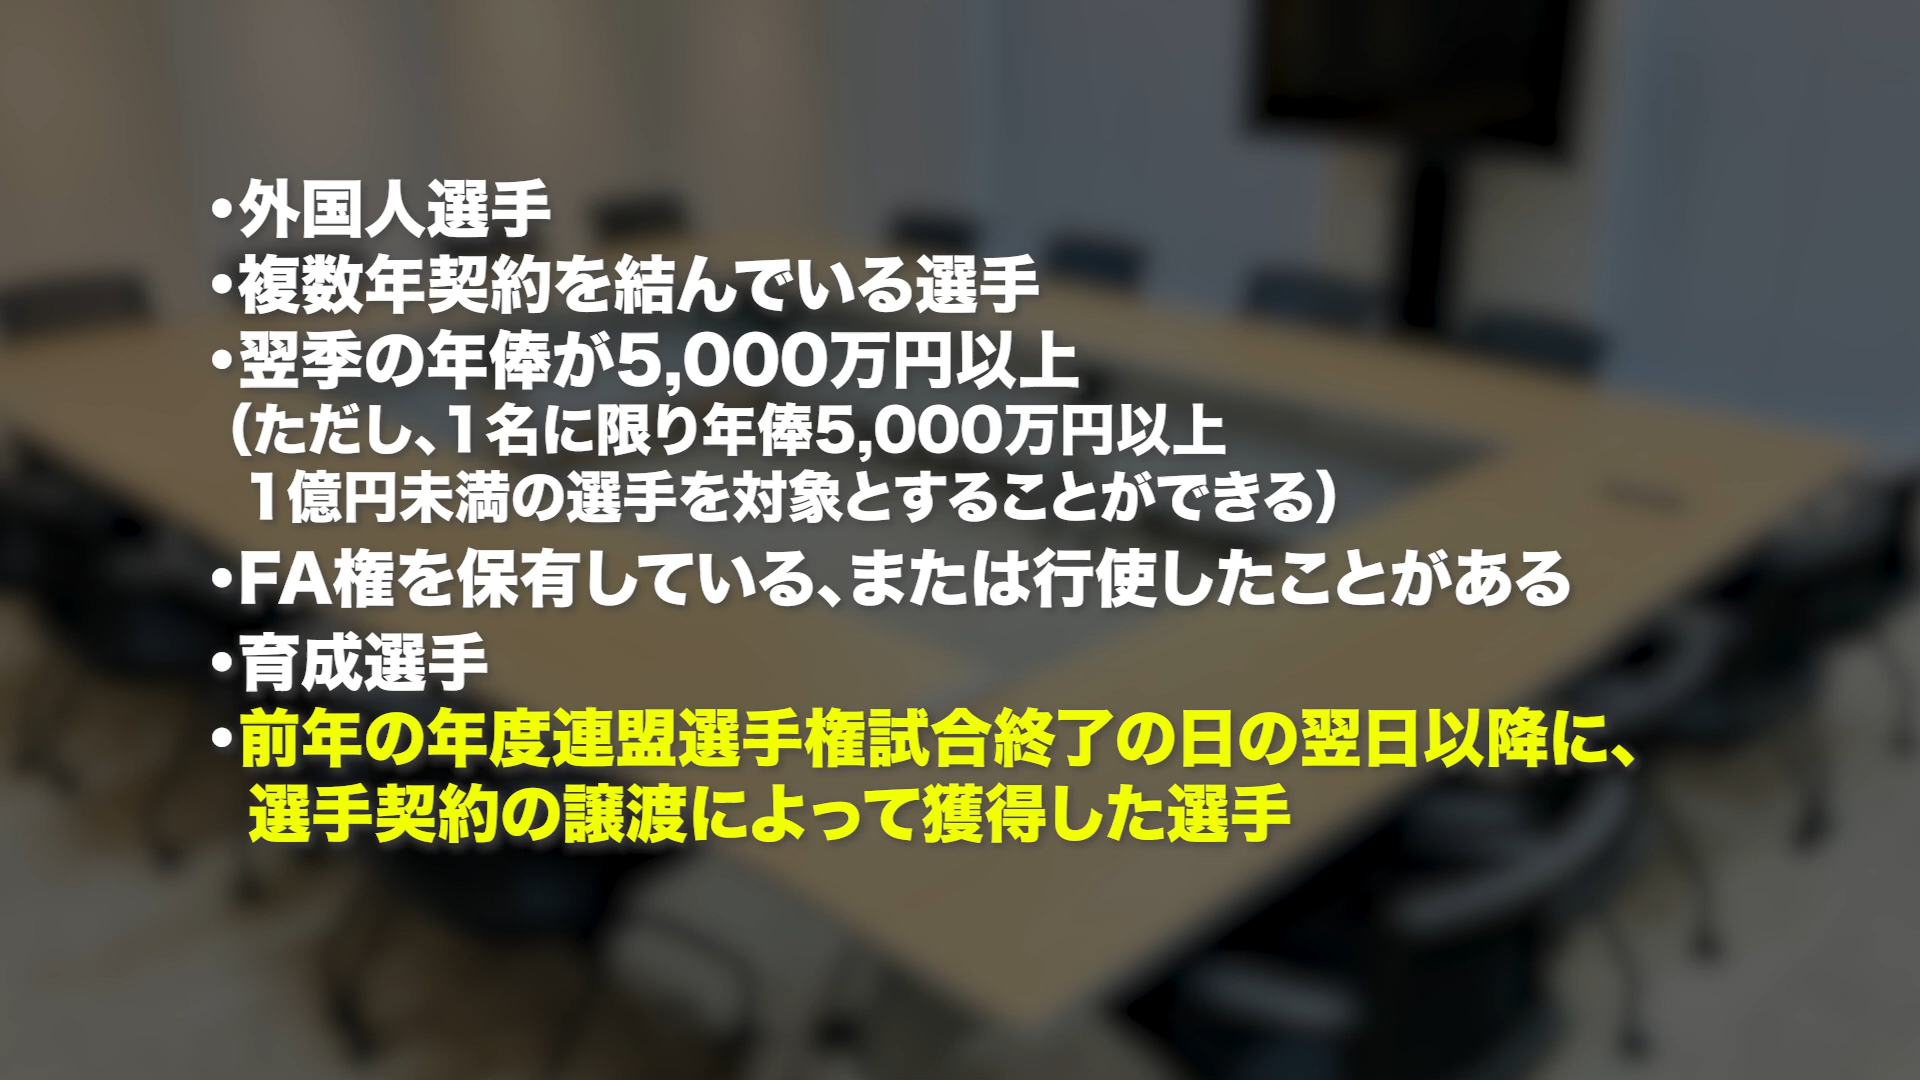 ・外国人選手
・複数年契約を結んでいる選手
・翌季の年俸が5,000万円以上
（ただし、1名に限り年俸5,000万円以上
1億円未満の選手を対象とすることができる）
・FA権を保有している、または行使したことがある
・育成選手
・前年の年度連盟選手権試合終了の日の翌日以降に、
選手契約の譲渡によって獲得した選手